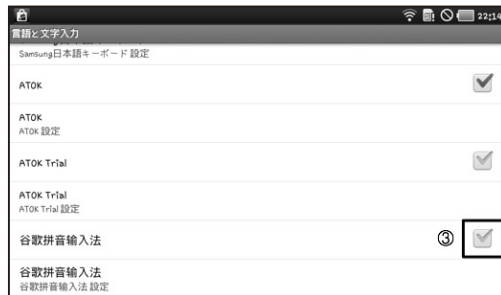 22:14
言語と文字入力
Samsung日本語キーボード 設定
ATOK
ATOK
ATOK 設定
ATOK Trial
ATOK Trial
ATOK Trial 設定
谷歌拼音输入法
③
谷歌拼音输入法
谷歌拼音输入法 設定